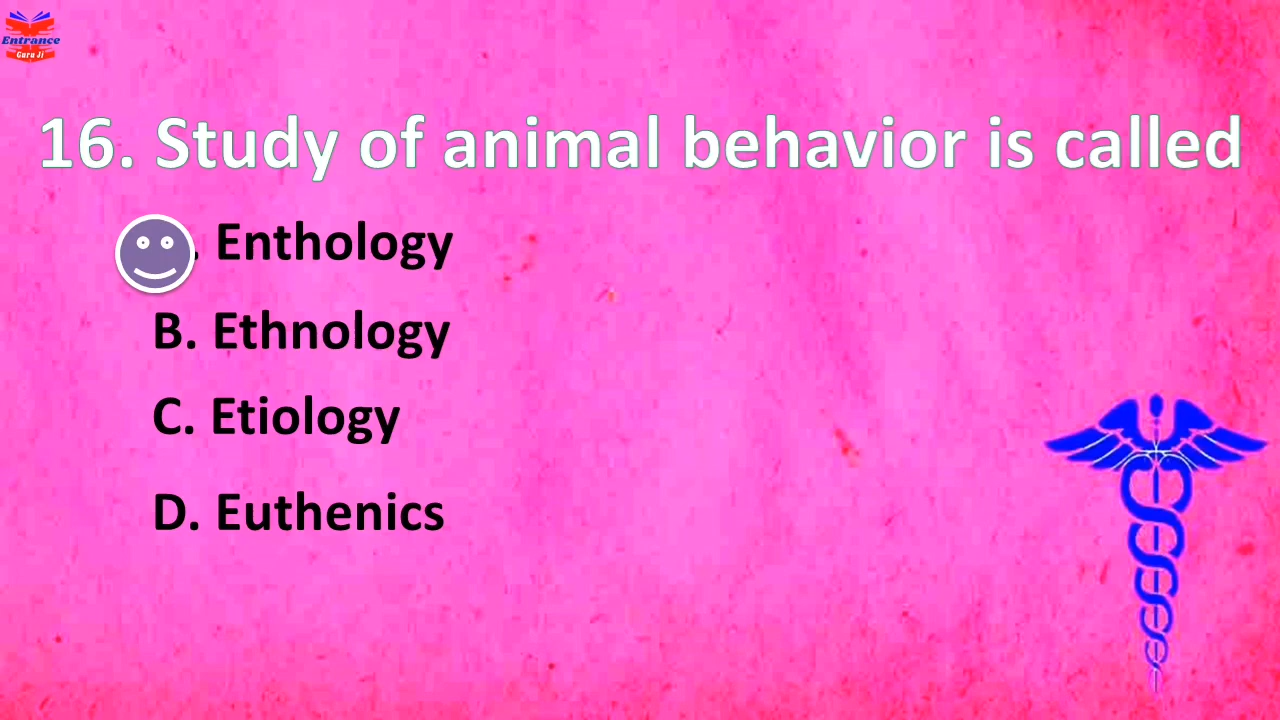 Entrance
Guru Ji
16. Study of animal behavior is called
. Enthology
B. Ethnology
C. Etiology
D. Euthenics